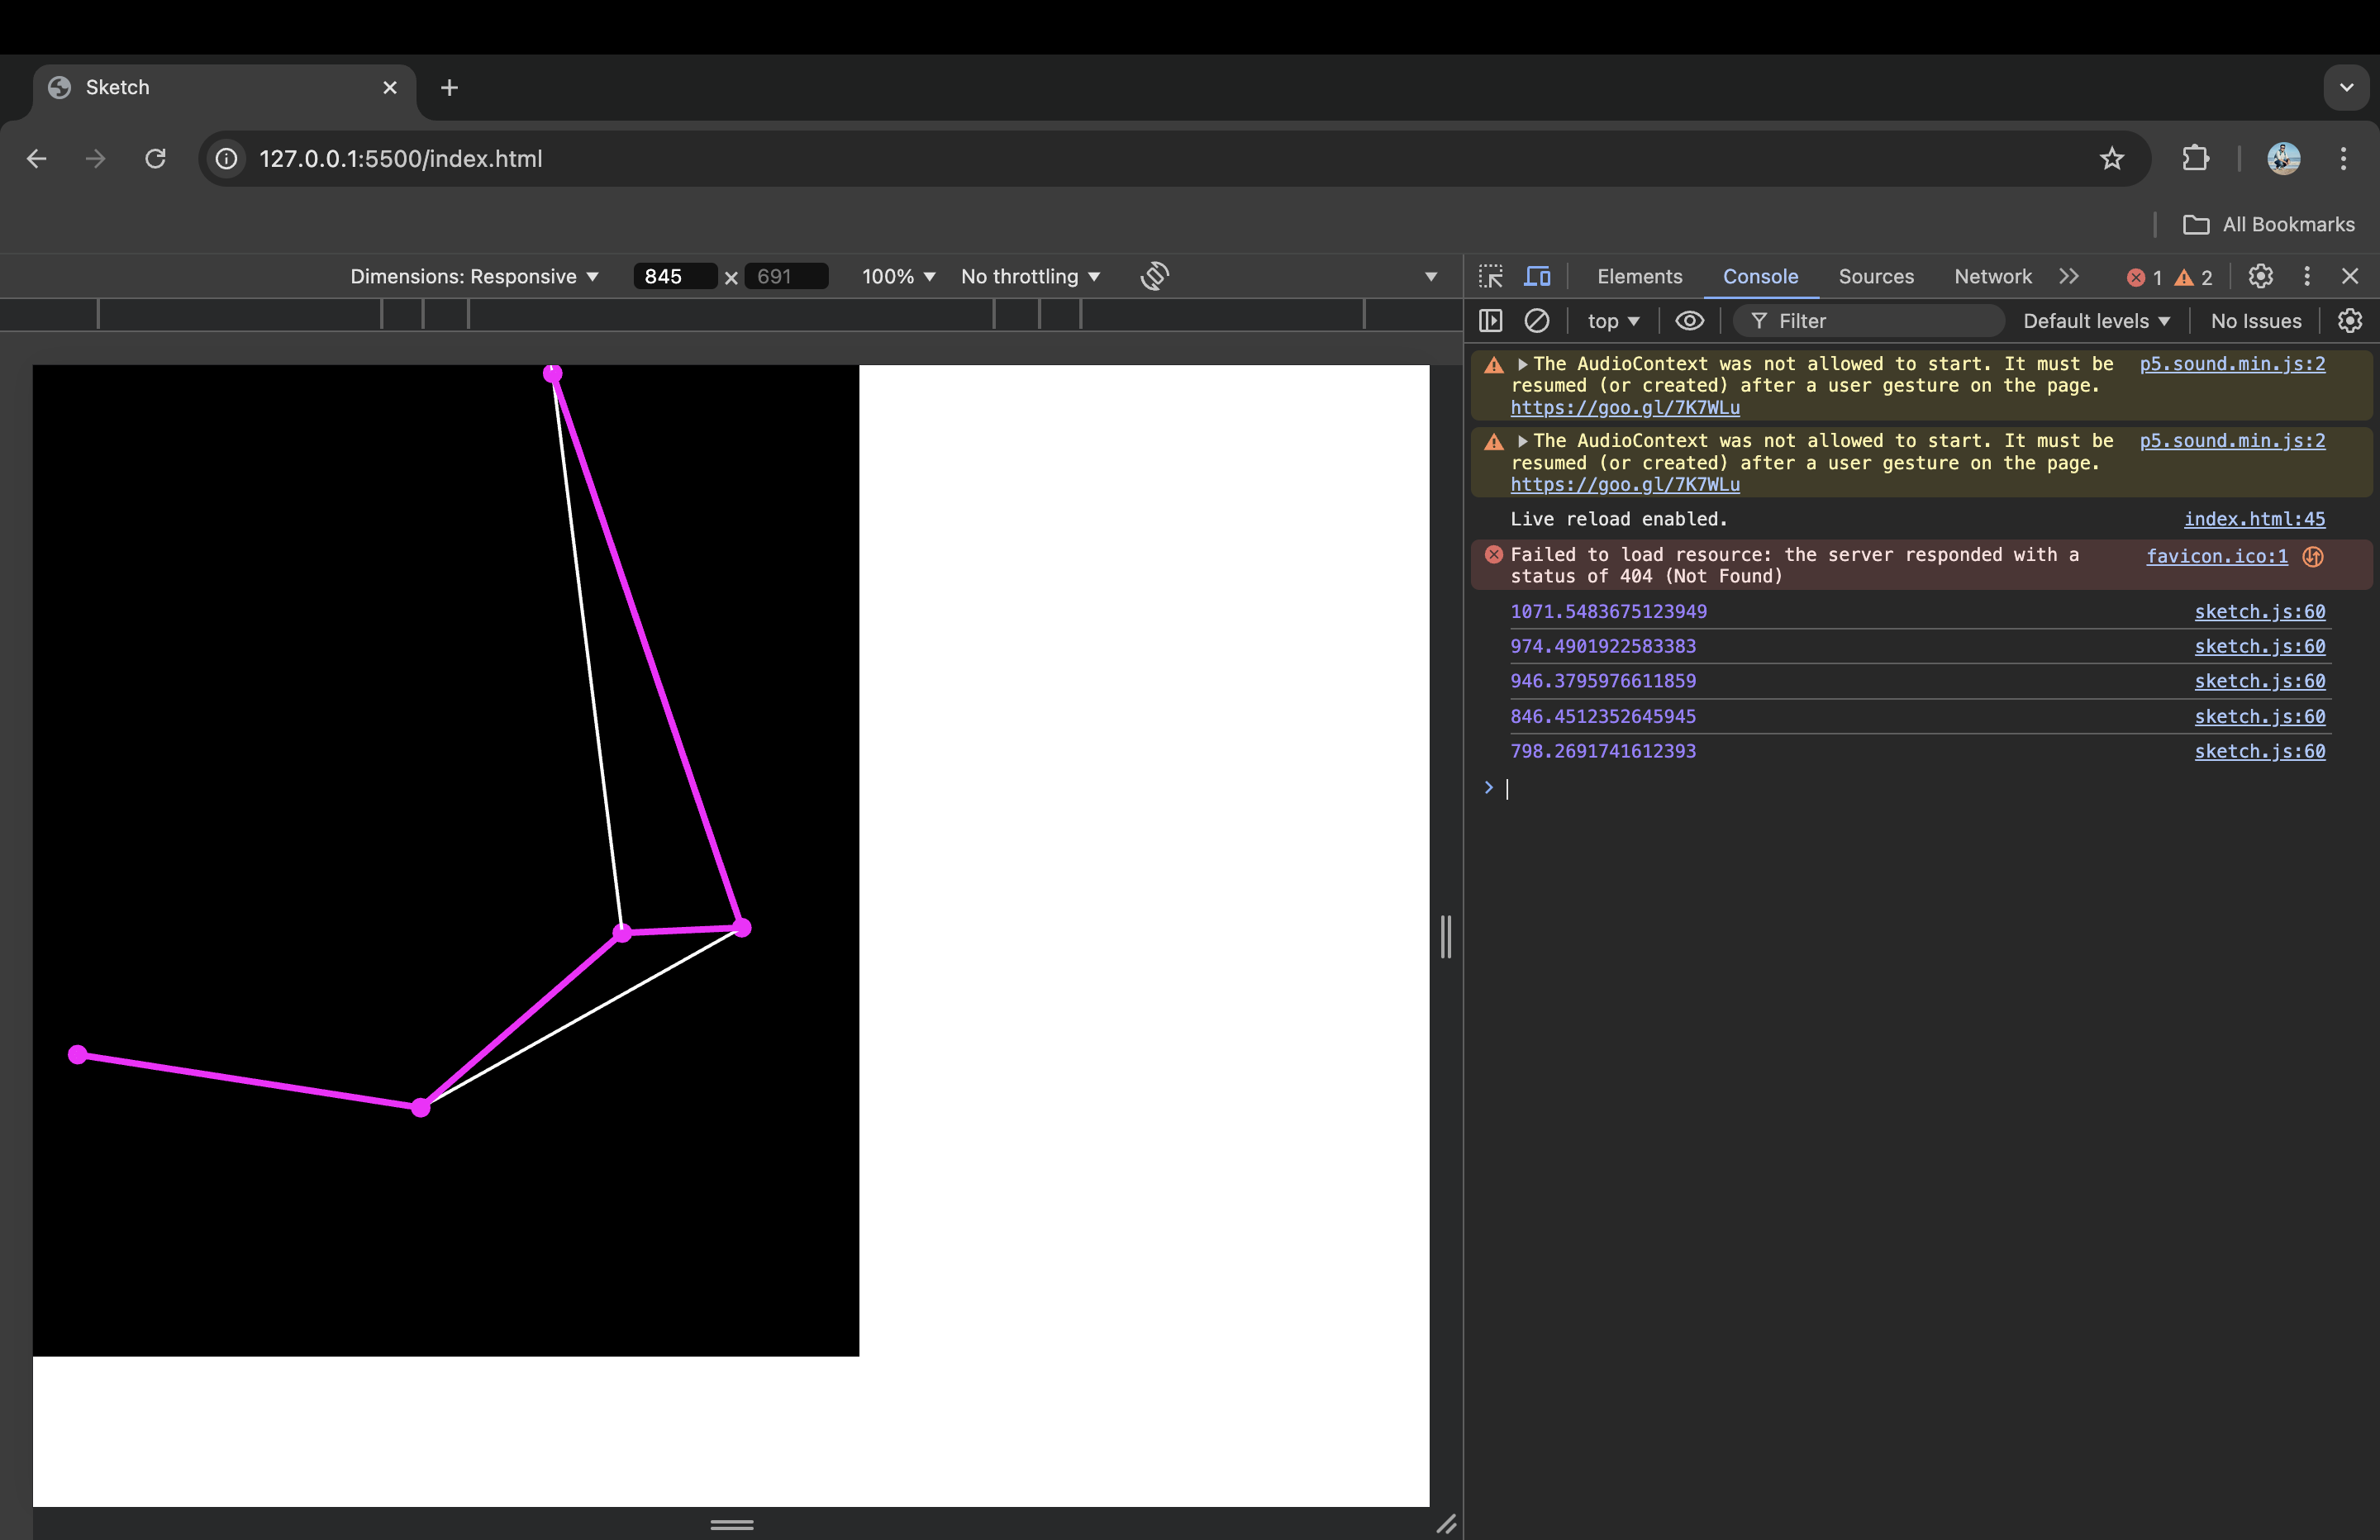 Sketch
127.0.0.1:5500/index.html
All Bookmarks
Dimensions: Responsive 845 × 691 100% No throttling
Elements Console Sources Network 1 2
top Filter Default levels No Issues
The AudioContext was not allowed to start. It must be p5.sound.min.js:2
resumed (or created) after a user gesture on the page.
https://goo.gl/7K7WLu
The AudioContext was not allowed to start. It must be p5.sound.min.js:2
resumed (or created) after a user gesture on the page.
https://goo.gl/7K7WLu
Live reload enabled. index.html:45
Failed to load resource: the server responded with a favicon.ico:1
status of 404 (Not Found)
1071.5483675123949 sketch.js:60
974.4901922583383 sketch.js:60
946.3795976611859 sketch.js:60
846.4512352645945 sketch.js:60
798.2691741612393 sketch.js:60